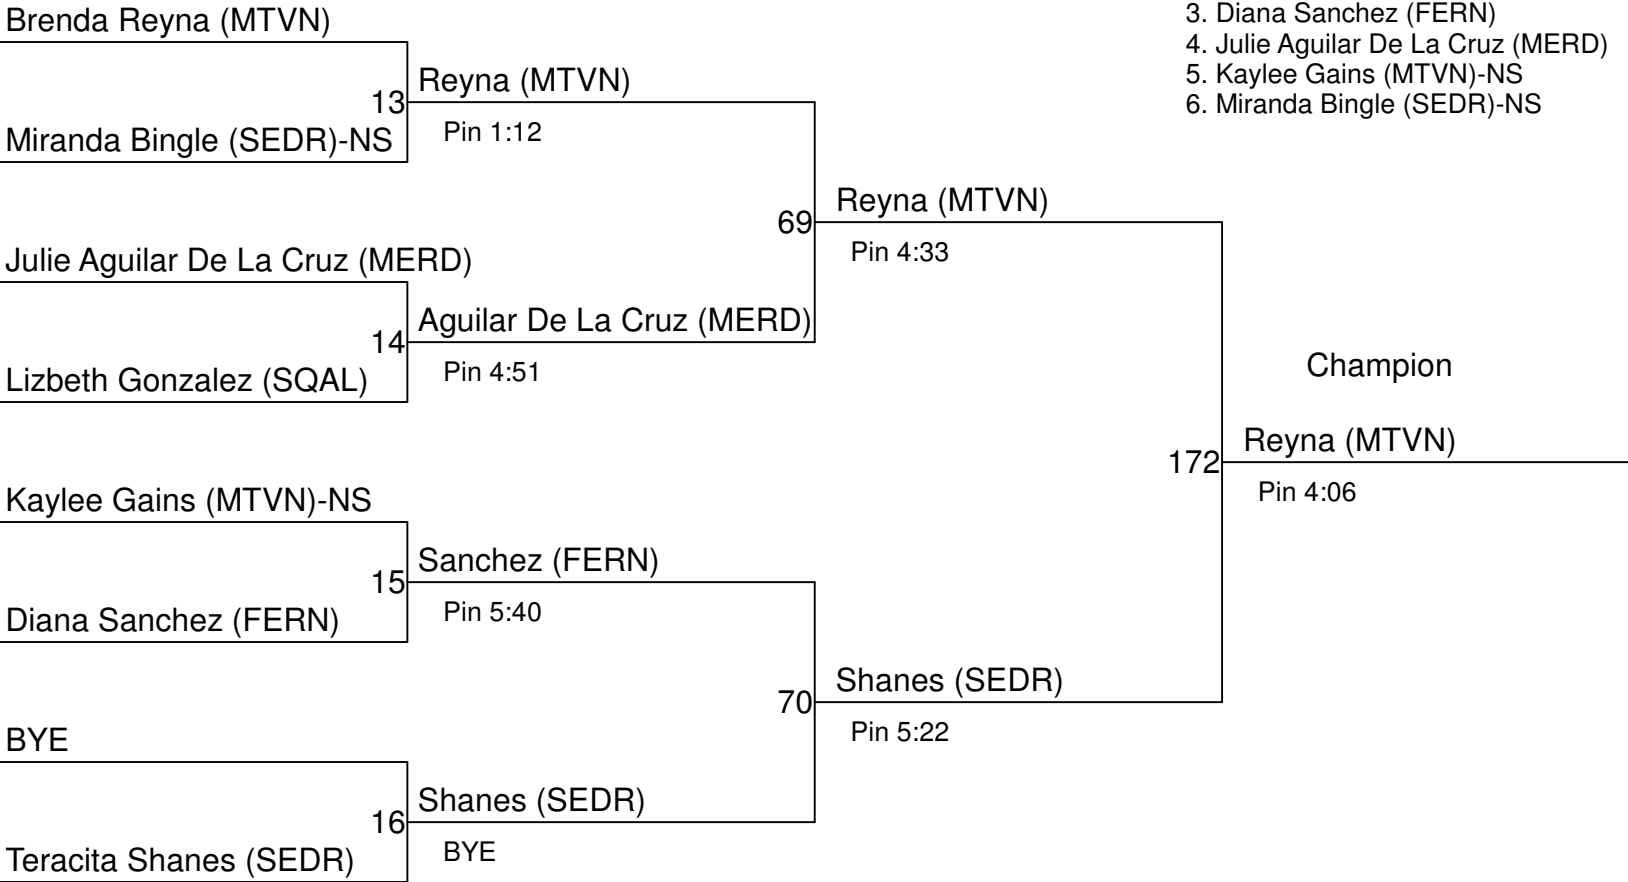 Brenda Reyna (MTVN)
3. Diana Sanchez (FERN)
4. Julie Aguilar De La Cruz (MERD)
5. Kaylee Gains (MTVN)-NS
6. Miranda Bingle (SEDR)-NS
Reyna (MTVN)
13
Pin 1:12
Miranda Bingle (SEDR)-NS
Reyna (MTVN)
69
Pin 4:33
Julie Aguilar De La Cruz (MERD)
Aguilar De La Cruz (MERD)
14
Pin 4:51
Lizbeth Gonzalez (SQAL)
Champion
Reyna (MTVN)
172
Pin 4:06
Kaylee Gains (MTVN)-NS
Sanchez (FERN)
15
Pin 5:40
Diana Sanchez (FERN)
Shanes (SEDR)
70
Pin 5:22
BYE
Shanes (SEDR)
16
BYE
Teracita Shanes (SEDR)